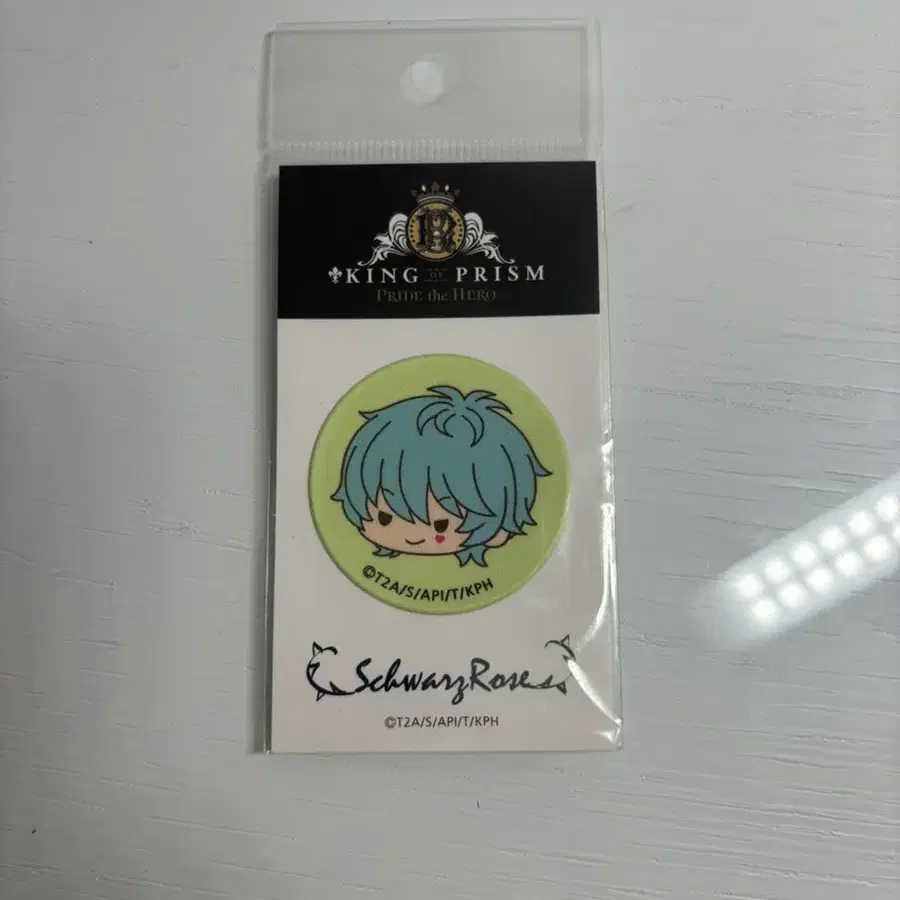 KING OF PRISM
PRIDE the HERO
©T2A/S/API/T/KPH
SchwarzRose
©T2A/S/API/T/KPH